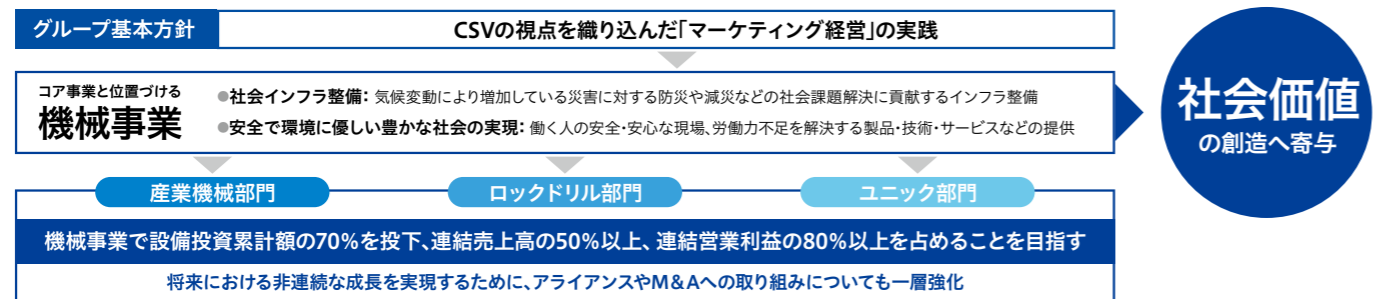 グループ基本方針
CSVの視点を織り込んだ「マーケティング経営」の実践
コア事業と位置づける
機械事業
●社会インフラ整備：気候変動により増加している災害に対する防災や減災などの社会課題解決に貢献するインフラ整備
●安全で環境に優しい豊かな社会の実現：働く人の安全・安心な現場、労働力不足を解決する製品・技術・サービスなどの提供
社会価値
の創造へ寄与
産業機械部門
ロックドリル部門
ユニック部門
機械事業で設備投資累計額の70％を投下、連結売上高の50％以上、連結営業利益の80％以上を占めることを目指す
将来における非連続な成長を実現するために、アライアンスやM＆Aへの取り組みについても一層強化